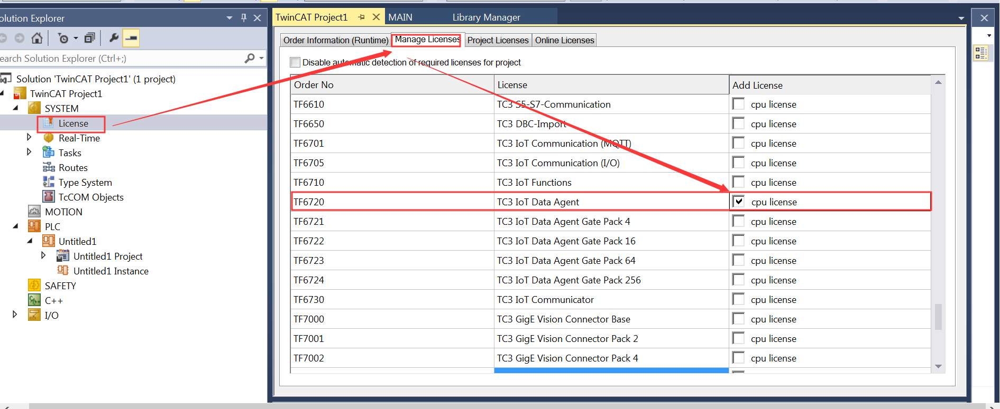 olution Explorer
earch Solution Explorer (Ctrl+;)
Solution 'TwinCAT Project1' (1 project)
TwinCAT Project1
SYSTEM
License
Real-Time
Tasks
Routes
Type System
TcCOM Objects
MOTION
PLC
Untitled1
Untitled1 Project
Untitled1 Instance
SAFETY
C++
I/O
TwinCAT Project1 MAIN Library Manager
Order Information (Runtime) Manage Licenses Project Licenses Online Licenses
Disable automatic detection of required licenses for project
Order No License Add License
TF6610 TC3 S5-S7-Communication cpu license
TF6650 TC3 DBC-Import cpu license
TF6701 TC3 IoT Communication (MQTT) cpu license
TF6705 TC3 IoT Communication (I/O) cpu license
TF6710 TC3 IoT Functions cpu license
TF6720 TC3 IoT Data Agent cpu license
TF6721 TC3 IoT Data Agent Gate Pack 4 cpu license
TF6722 TC3 IoT Data Agent Gate Pack 16 cpu license
TF6723 TC3 IoT Data Agent Gate Pack 64 cpu license
TF6724 TC3 IoT Data Agent Gate Pack 256 cpu license
TF6730 TC3 IoT Communicator cpu license
TF7000 TC3 GigE Vision Connector Base cpu license
TF7001 TC3 GigE Vision Connector Pack 2 cpu license
TF7002 TC3 GigE Vision Connector Pack 4 cpu license